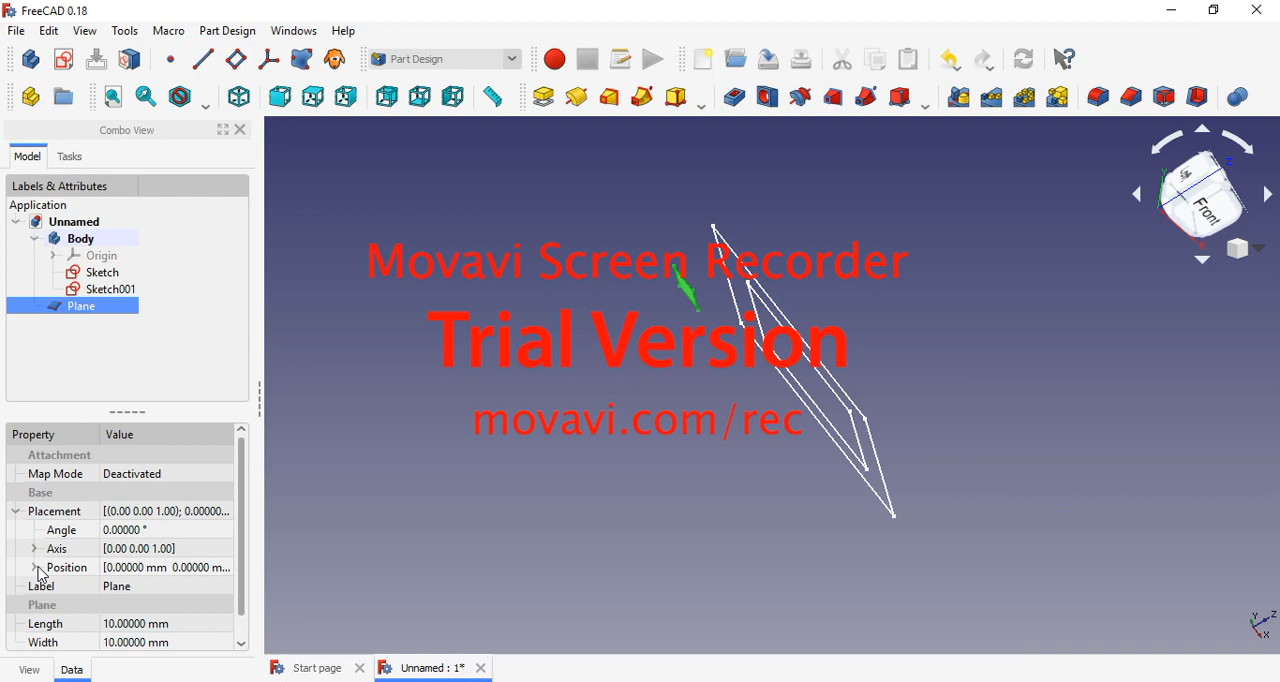 FreeCAD 0.18
File Edit View Tools Macro Part Design Windows Help
Part Design
Combo View
Model Tasks
Labels & Attributes
Application
Unnamed
Body
Origin
Sketch
Sketch001
Plane
Property Value
Attachment
Map Mode Deactivated
Base
Placement [(0.00 0.00 1.00); 0.00000...
Angle 0.00000 °
Axis [0.00 0.00 1.00]
Position [0.00000 mm 0.00000 m...
Label Plane
Plane
Length 10.00000 mm
Width 10.00000 mm
View Data
Movavi Screen Recorder
Trial Version
movavi.com/rec
Front
Y
Z
Y Z
X
Start page Unnamed : 1*